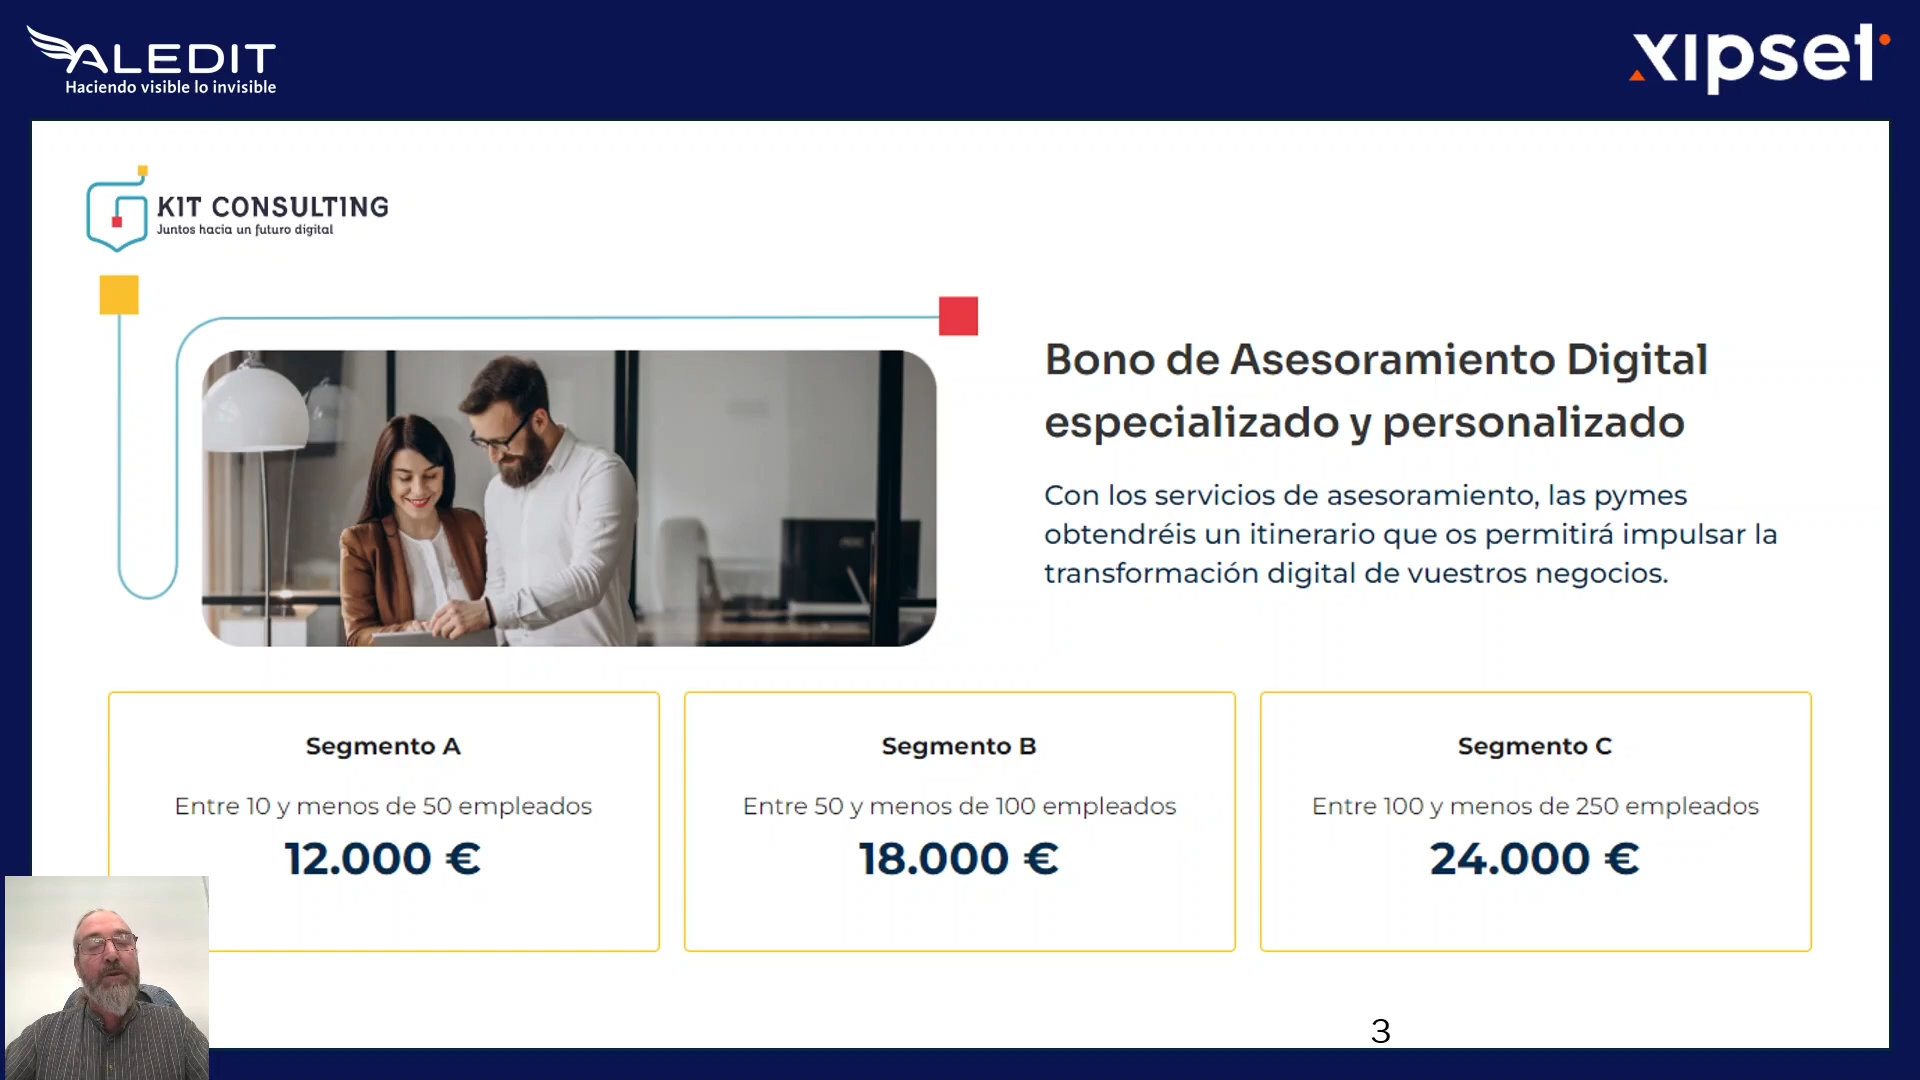 ALEDIT
Haciendo visible lo invisible
xipset
KIT CONSULTING
Juntos hacia un futuro digital
Bono de Asesoramiento Digital
especializado y personalizado
Con los servicios de asesoramiento, las pymes
obtendréis un itinerario que os permitirá impulsar la
transformación digital de vuestros negocios.
Segmento A
Entre 10 y menos de 50 empleados
12.000 €
Segmento B
Entre 50 y menos de 100 empleados
18.000 €
Segmento C
Entre 100 y menos de 250 empleados
24.000 €
3